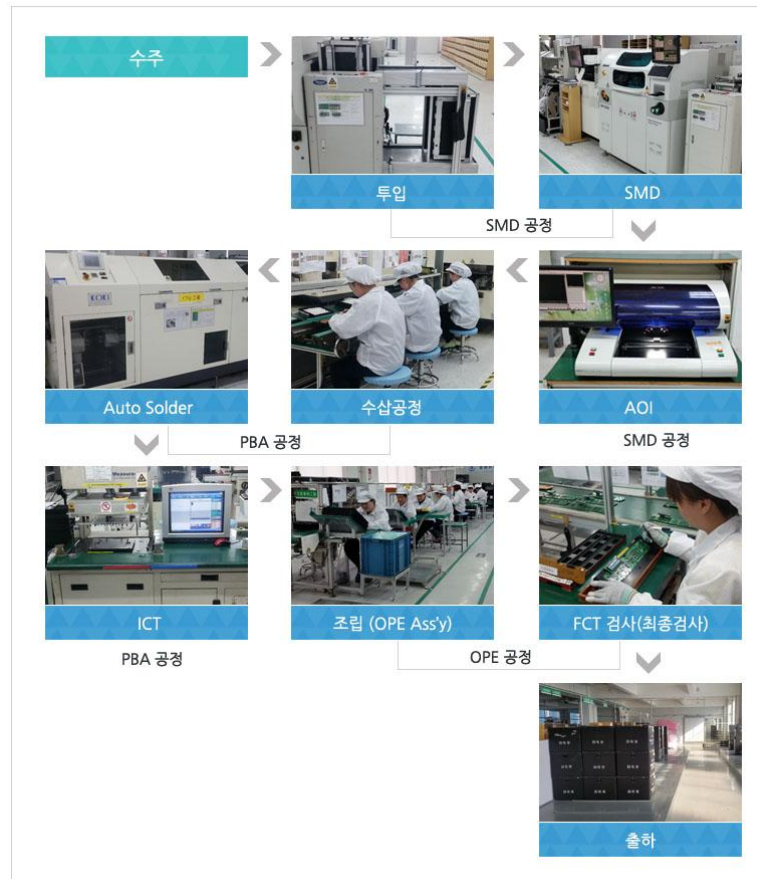 수주
투입
SMD
SMD 공정
Auto Solder
수삽공정
AOI
PBA 공정
SMD 공정
ICT
조립 (OPE Ass'y)
FCT 검사(최종검사)
PBA 공정
OPE 공정
출하